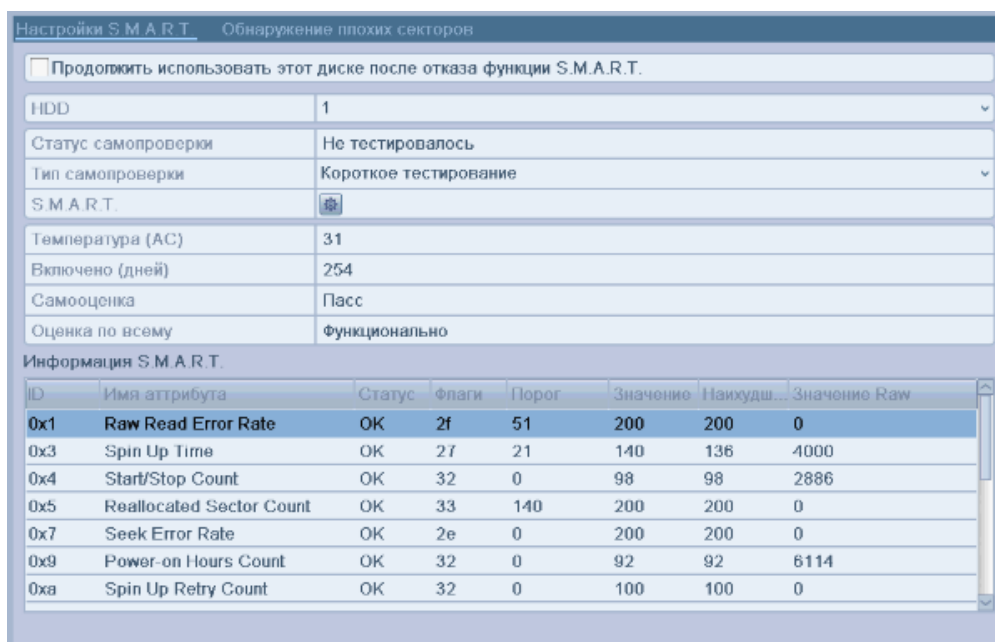 Настройки S.M.A.R.T. Обнаружение плохих секторов
Продолжить использовать этот диске после отказа функции S.M.A.R.T.
HDD 1
Статус самопроверки Не тестировалось
Тип самопроверки Короткое тестирование
S.M.A.R.T.
Температура (АС) 31
Включено (дней) 254
Самооценка Пасс
Оценка по всему Функционально
Информация S.M.A.R.T.
ID Имя аттрибута Статус Флаги Порог Значение Наихудш... Значение Raw
0x1 Raw Read Error Rate OK 2f 51 200 200 0
0x3 Spin Up Time OK 27 21 140 136 4000
0x4 Start/Stop Count OK 32 0 98 98 2886
0x5 Reallocated Sector Count OK 33 140 200 200 0
0x7 Seek Error Rate OK 2e 0 200 200 0
0x9 Power-on Hours Count OK 32 0 92 92 6114
0xa Spin Up Retry Count OK 32 0 100 100 0